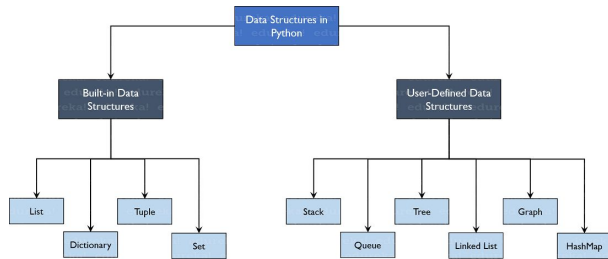 Data Structures in
Python
Built-in Data
Structures
User-Defined Data
Structures
List
Tuple
Dictionary
Set
Stack
Tree
Graph
Queue
Linked List
HashMap